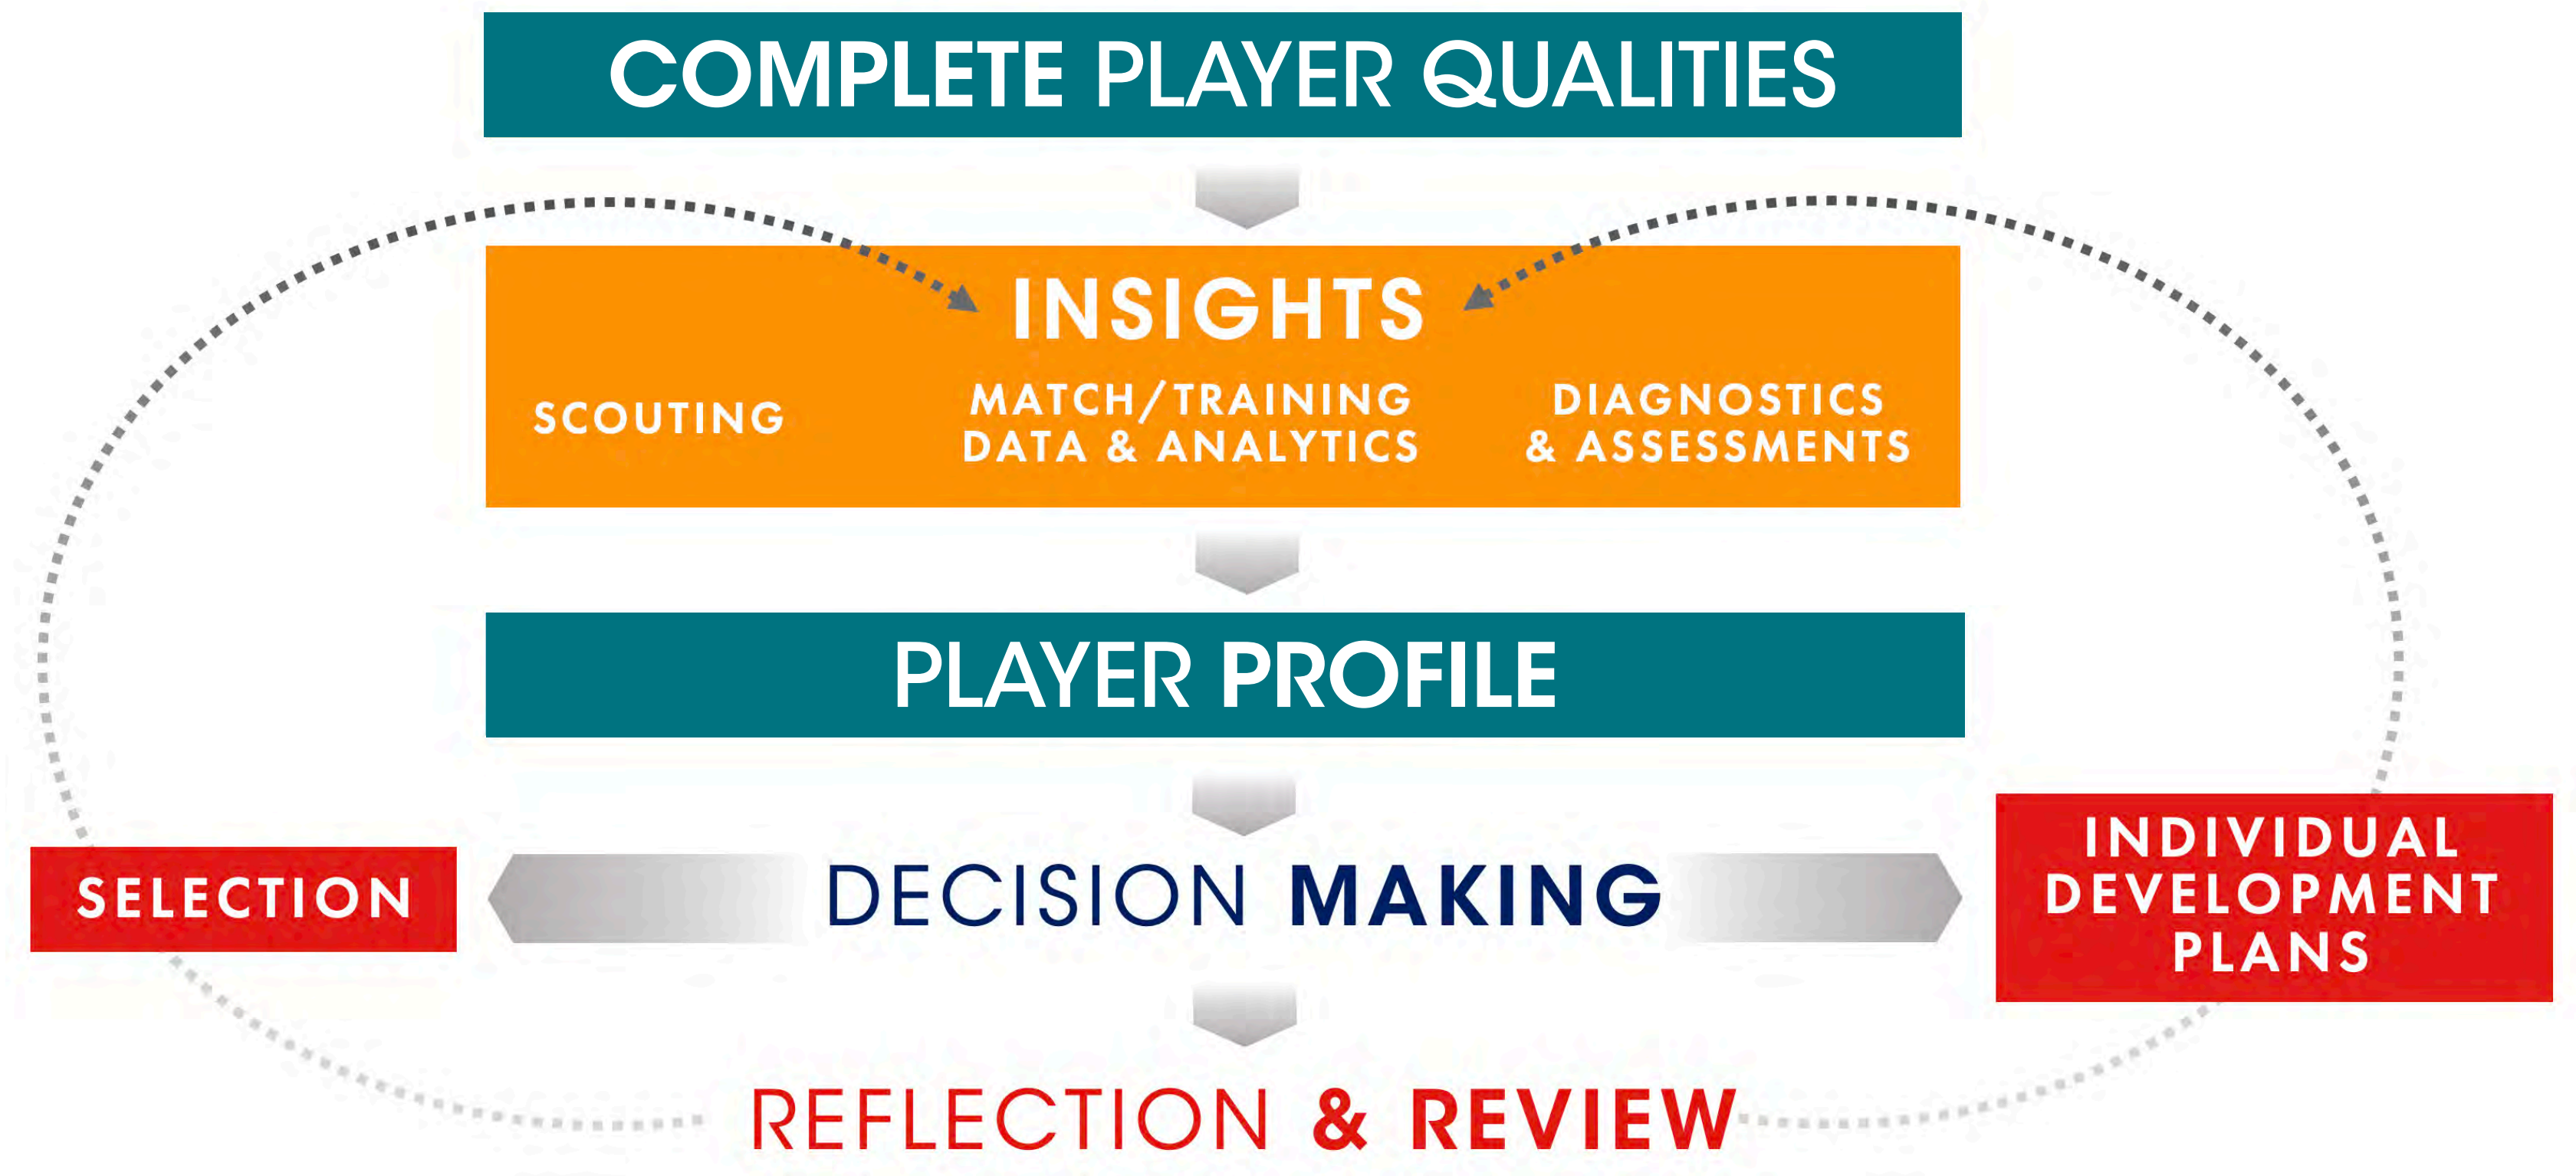 COMPLETE PLAYER QUALITIES
INSIGHTS
SCOUTING
MATCH/TRAINING
DATA & ANALYTICS
DIAGNOSTICS
& ASSESSMENTS
PLAYER PROFILE
SELECTION
DECISION MAKING
INDIVIDUAL
DEVELOPMENT
PLANS
REFLECTION & REVIEW